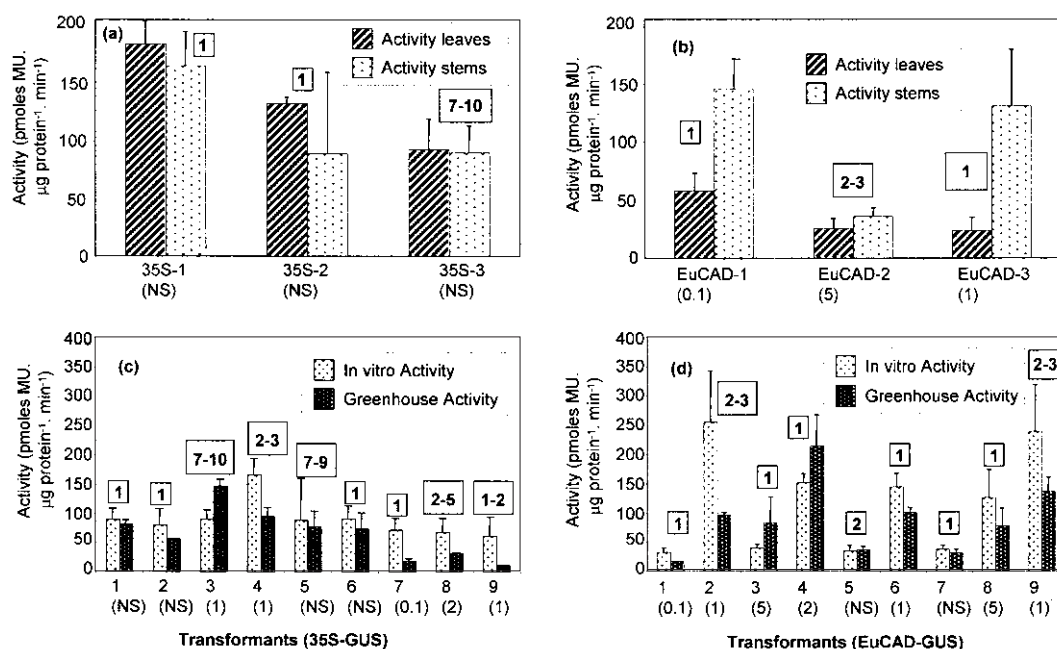 (a)
Activity (pmoles MU.
µg protein-1. min-1)
200
150
100
50
0
Activity leaves
Activity stems
1
1
7-10
35S-1
35S-2
35S-3
(NS)
(NS)
(NS)
(b)
Activity (pmoles MU.
µg protein-1. min-1)
200
150
100
50
0
Activity leaves
Activity stems
1
2-3
1
EuCAD-1
EuCAD-2
EuCAD-3
(0.1)
(5)
(1)
(c)
Activity (pmoles MU.
µg protein-1. min-1)
400
350
300
250
200
150
100
50
0
In vitro Activity
Greenhouse Activity
1
1
7-10
2-3
7-9
1
1
2-5
1-2
1 2 3 4 5 6 7 8 9
(NS) (NS) (1) (1) (NS) (NS) (0.1) (2) (1)
Transformants (35S-GUS)
(d)
Activity (pmoles MU.
µg protein-1. min-1)
400
350
300
250
200
150
100
50
0
In vitro Activity
Greenhouse Activity
1
2-3
1
1
2
1
1
1
2-3
1 2 3 4 5 6 7 8 9
(0.1) (1) (5) (2) (NS) (1) (NS) (5) (1)
Transformants (EuCAD-GUS)